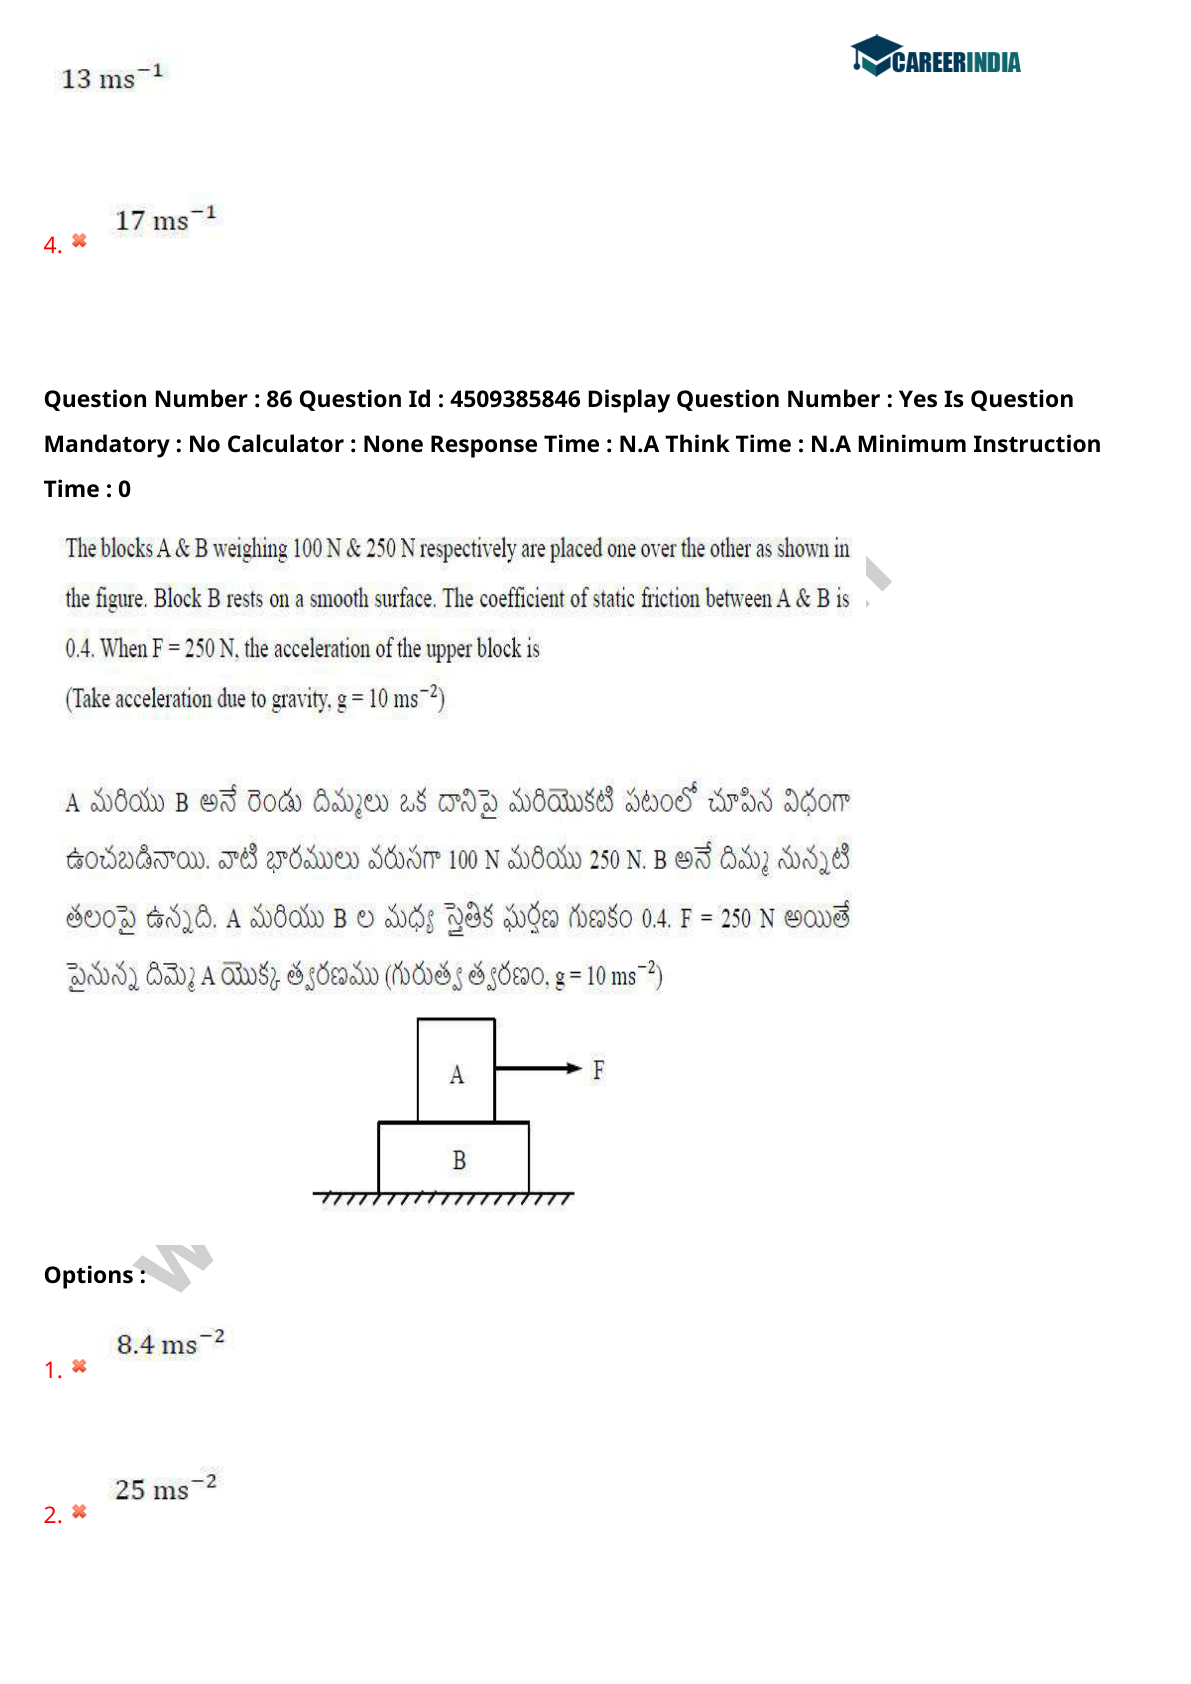 CAREERINDIA
13 ms⁻¹
17 ms⁻¹
4.
Question Number : 86 Question Id : 4509385846 Display Question Number : Yes Is Question
Mandatory : No Calculator : None Response Time : N.A Think Time : N.A Minimum Instruction
Time : 0
The blocks A & B weighing 100 N & 250 N respectively are placed one over the other as shown in
the figure. Block B rests on a smooth surface. The coefficient of static friction between A & B is
0.4. When F = 250 N, the acceleration of the upper block is
(Take acceleration due to gravity, g = 10 ms⁻²)
A మరియు B అనే రెండు దిమ్మలు ఒక దానిపై మరియొకటి పటంలో చూపిన విధంగా
ఉంచబడినాయి. వాటి భారములు వరుసగా 100 N మరియు 250 N. B అనే దిమ్మ నున్నటి
తలంపై ఉన్నది. A మరియు B ల మధ్య స్థైతిక ఘర్షణ గుణకం 0.4. F = 250 N అయితే
పైనున్న దిమ్మె A యొక్క త్వరణము (గురుత్వ త్వరణం, g = 10 ms⁻²)
A
F
B
Options :
8.4 ms⁻²
1.
25 ms⁻²
2.